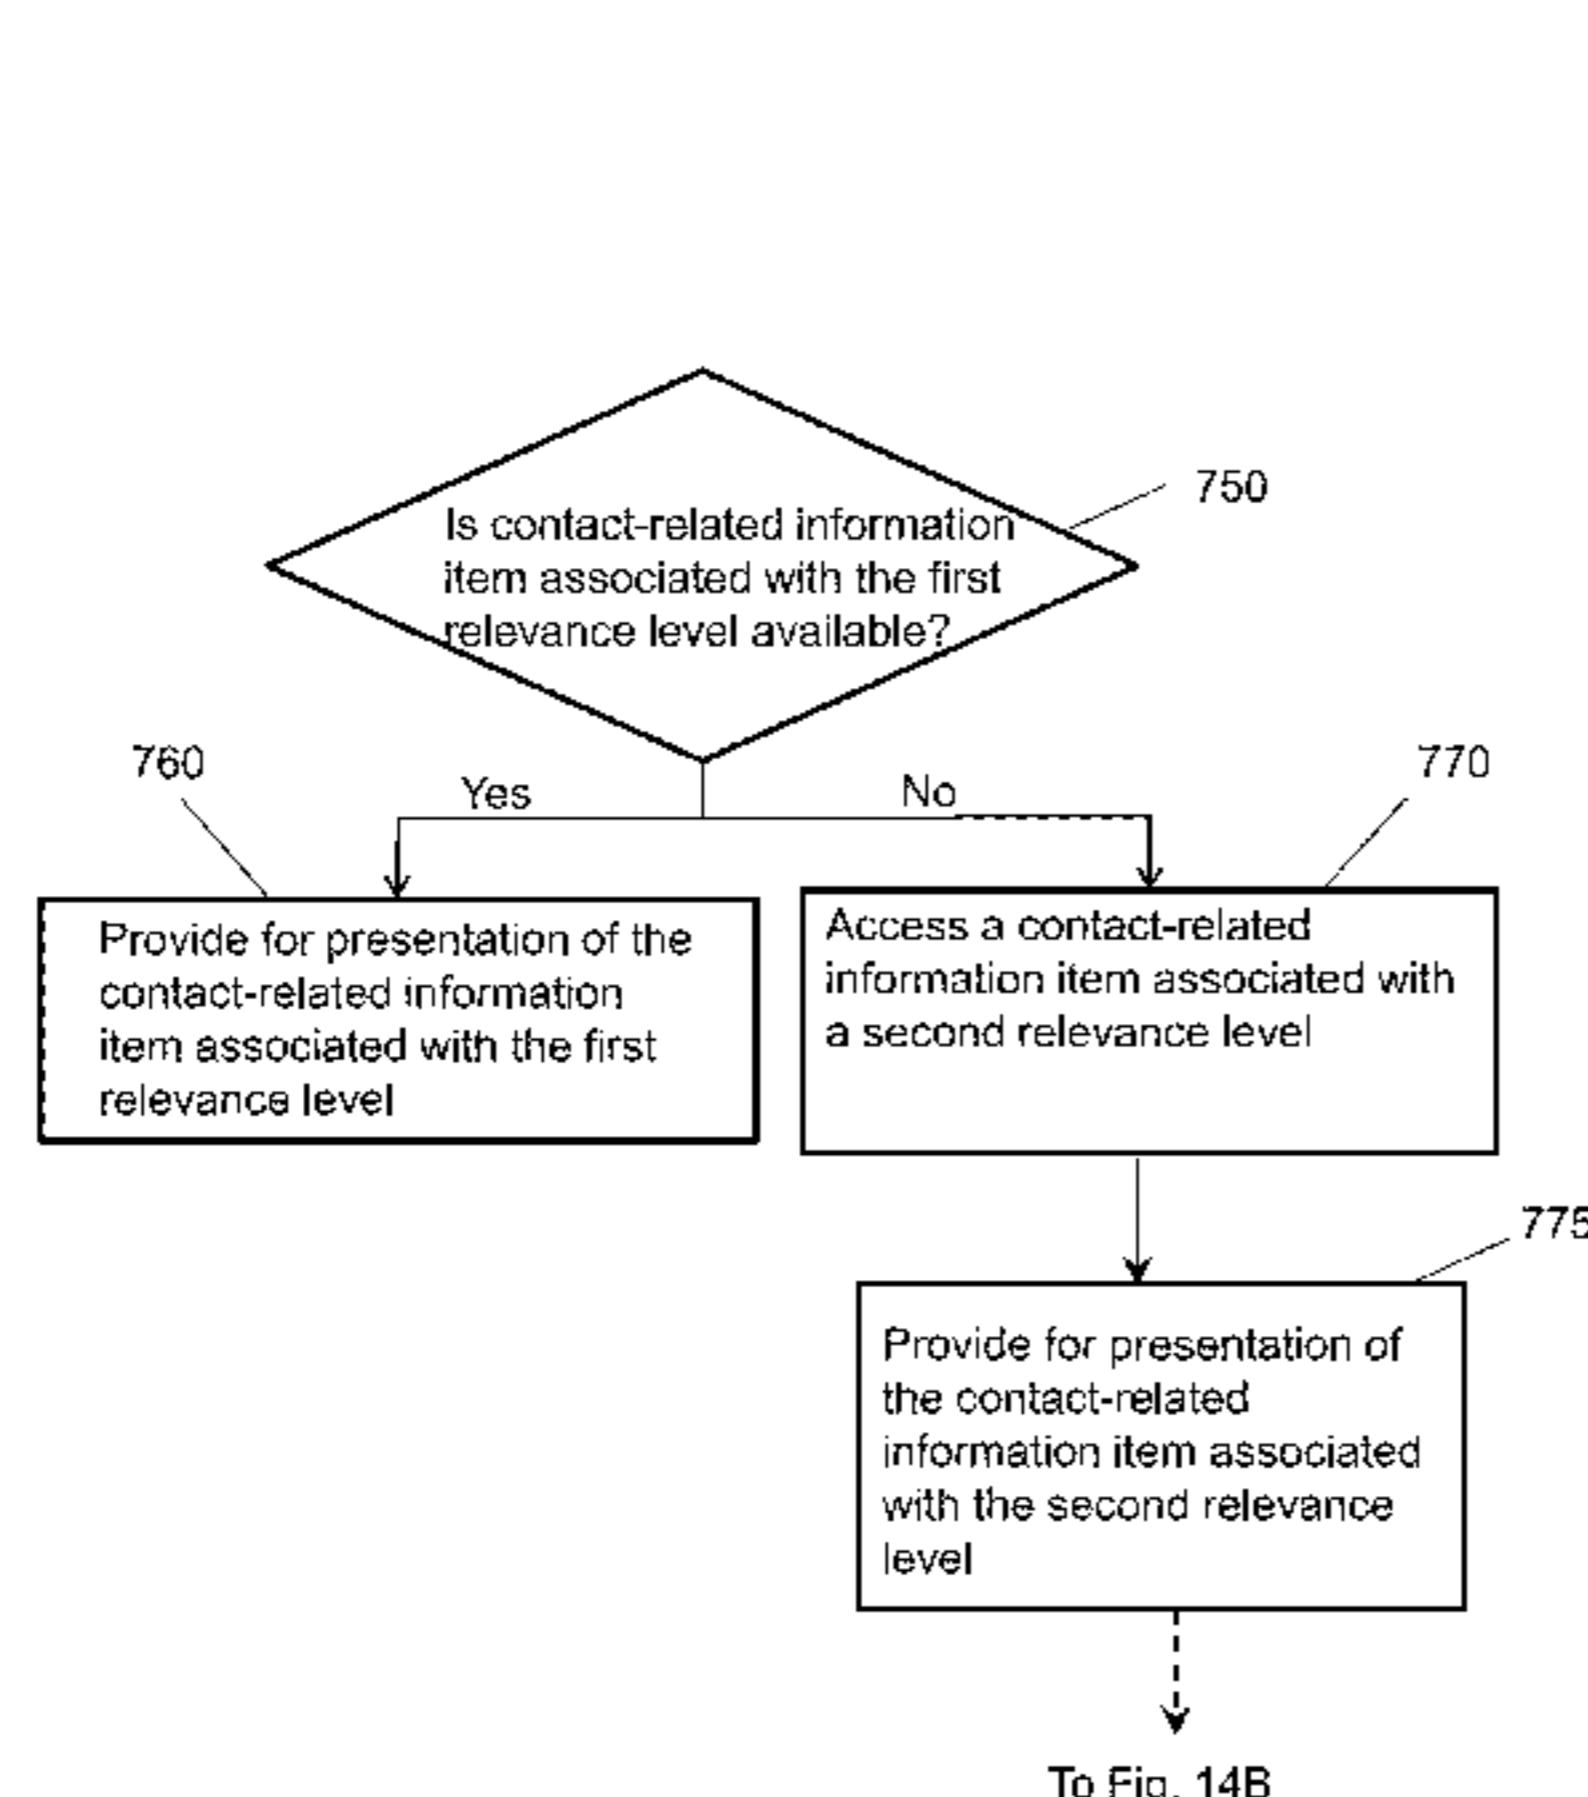 750
Is contact-related information
item associated with the first
relevance level available?
760
770
Yes
No
Provide for presentation of the
contact-related information
item associated with the first
relevance level
Access a contact-related
information item associated with
a second relevance level
775
Provide for presentation of
the contact-related
information item associated
with the second relevance
level
To Fig. 14B